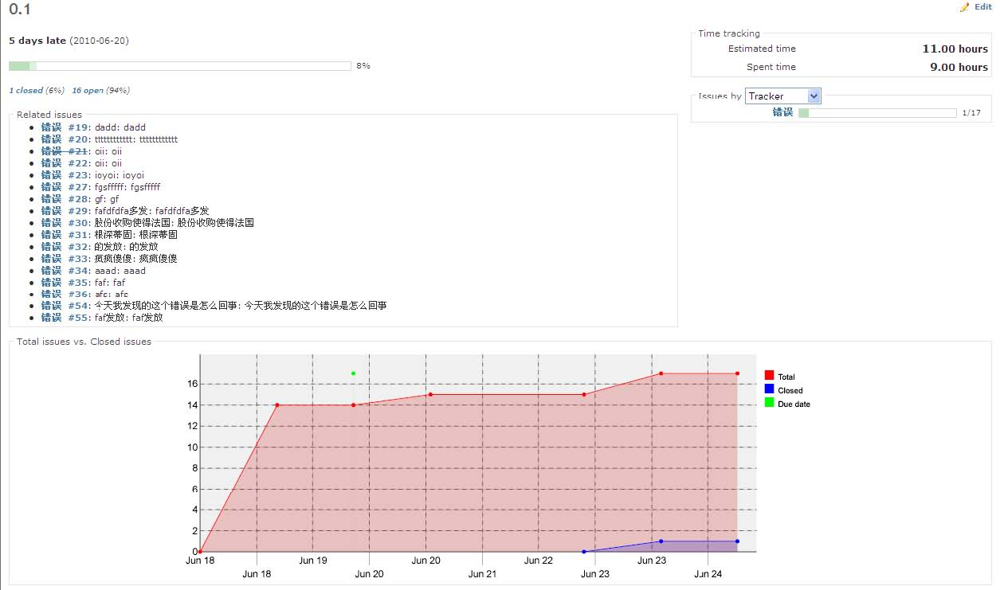 0.1
Edit
5 days late (2010-06-20)
8%
1 closed (6%) 16 open (94%)
Time tracking
Estimated time 11.00 hours
Spent time 9.00 hours
Issues by Tracker
错误 1/17
Related issues
错误 #19: dadd: dadd
错误 #20: tttttttttttt: tttttttttttt
错误 #21: oii: oii
错误 #22: oii: oii
错误 #23: ioyoi: ioyoi
错误 #27: fgsfffff: fgsfffff
错误 #28: gf: gf
错误 #29: fafdfdfa多发: fafdfdfa多发
错误 #30: 股份收购使得法国: 股份收购使得法国
错误 #31: 根深蒂固: 根深蒂固
错误 #32: 的发放: 的发放
错误 #33: 疯疯傻傻: 疯疯傻傻
错误 #34: aaad: aaad
错误 #35: faf: faf
错误 #36: afs: afs
错误 #54: 今天我发现的这个错误是怎么回事: 今天我发现的这个错误是怎么回事
错误 #55: faf发放: faf发放
Total issues vs. Closed issues
16
14
12
10
8
6
4
2
0
Jun 18
Jun 18
Jun 19
Jun 20
Jun 20
Jun 21
Jun 22
Jun 23
Jun 23
Jun 24
Total
Closed
Due date